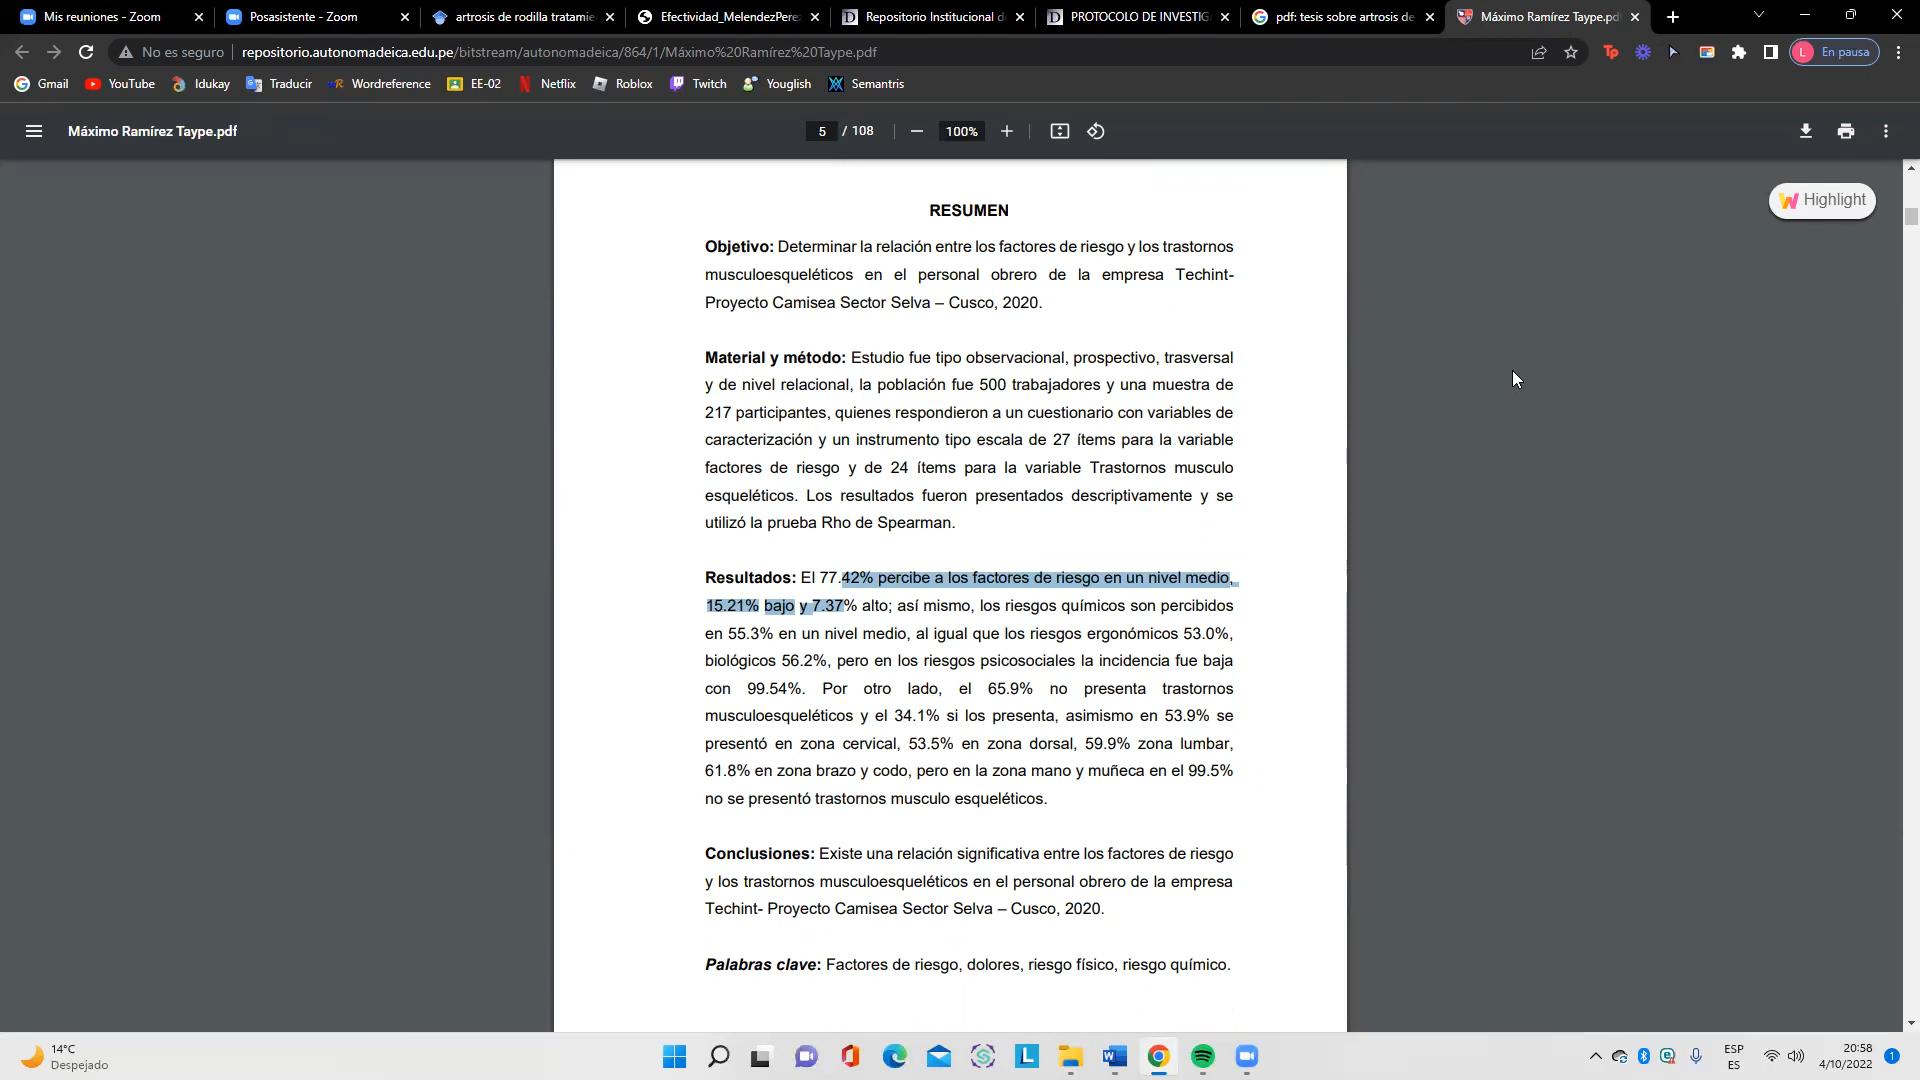 Mis reuniones - Zoom
Posasistente - Zoom
artrosis de rodilla tratamie
Efectividad_MelendezPere
Repositorio Institucional d
PROTOCOLO DE INVESTIG
pdf: tesis sobre artrosis de
Máximo Ramírez Taype.pd
No es seguro
repositorio.autonomadeica.edu.pe/bitstream/autonomadeica/864/1/Máximo%20Ramírez%20Taype.pdf
L En pausa
Gmail
YouTube
Idukay
Traducir
Wordreference
EE-02
Netflix
Roblox
Twitch
Youglish
Semantris
Máximo Ramírez Taype.pdf
5 / 108
100%
Highlight
RESUMEN
Objetivo: Determinar la relación entre los factores de riesgo y los trastornos
musculoesqueléticos en el personal obrero de la empresa Techint-
Proyecto Camisea Sector Selva – Cusco, 2020.
Material y método: Estudio fue tipo observacional, prospectivo, trasversal
y de nivel relacional, la población fue 500 trabajadores y una muestra de
217 participantes, quienes respondieron a un cuestionario con variables de
caracterización y un instrumento tipo escala de 27 ítems para la variable
factores de riesgo y de 24 ítems para la variable Trastornos musculo
esqueléticos. Los resultados fueron presentados descriptivamente y se
utilizó la prueba Rho de Spearman.
Resultados: El 77.42% percibe a los factores de riesgo en un nivel medio,
15.21% bajo y 7.37% alto; así mismo, los riesgos químicos son percibidos
en 55.3% en un nivel medio, al igual que los riesgos ergonómicos 53.0%,
biológicos 56.2%, pero en los riesgos psicosociales la incidencia fue baja
con 99.54%. Por otro lado, el 65.9% no presenta trastornos
musculoesqueléticos y el 34.1% si los presenta, asimismo en 53.9% se
presentó en zona cervical, 53.5% en zona dorsal, 59.9% zona lumbar,
61.8% en zona brazo y codo, pero en la zona mano y muñeca en el 99.5%
no se presentó trastornos musculo esqueléticos.
Conclusiones: Existe una relación significativa entre los factores de riesgo
y los trastornos musculoesqueléticos en el personal obrero de la empresa
Techint- Proyecto Camisea Sector Selva – Cusco, 2020.
Palabras clave: Factores de riesgo, dolores, riesgo físico, riesgo químico.
14°C
Despejado
ESP
ES
20:58
4/10/2022
1